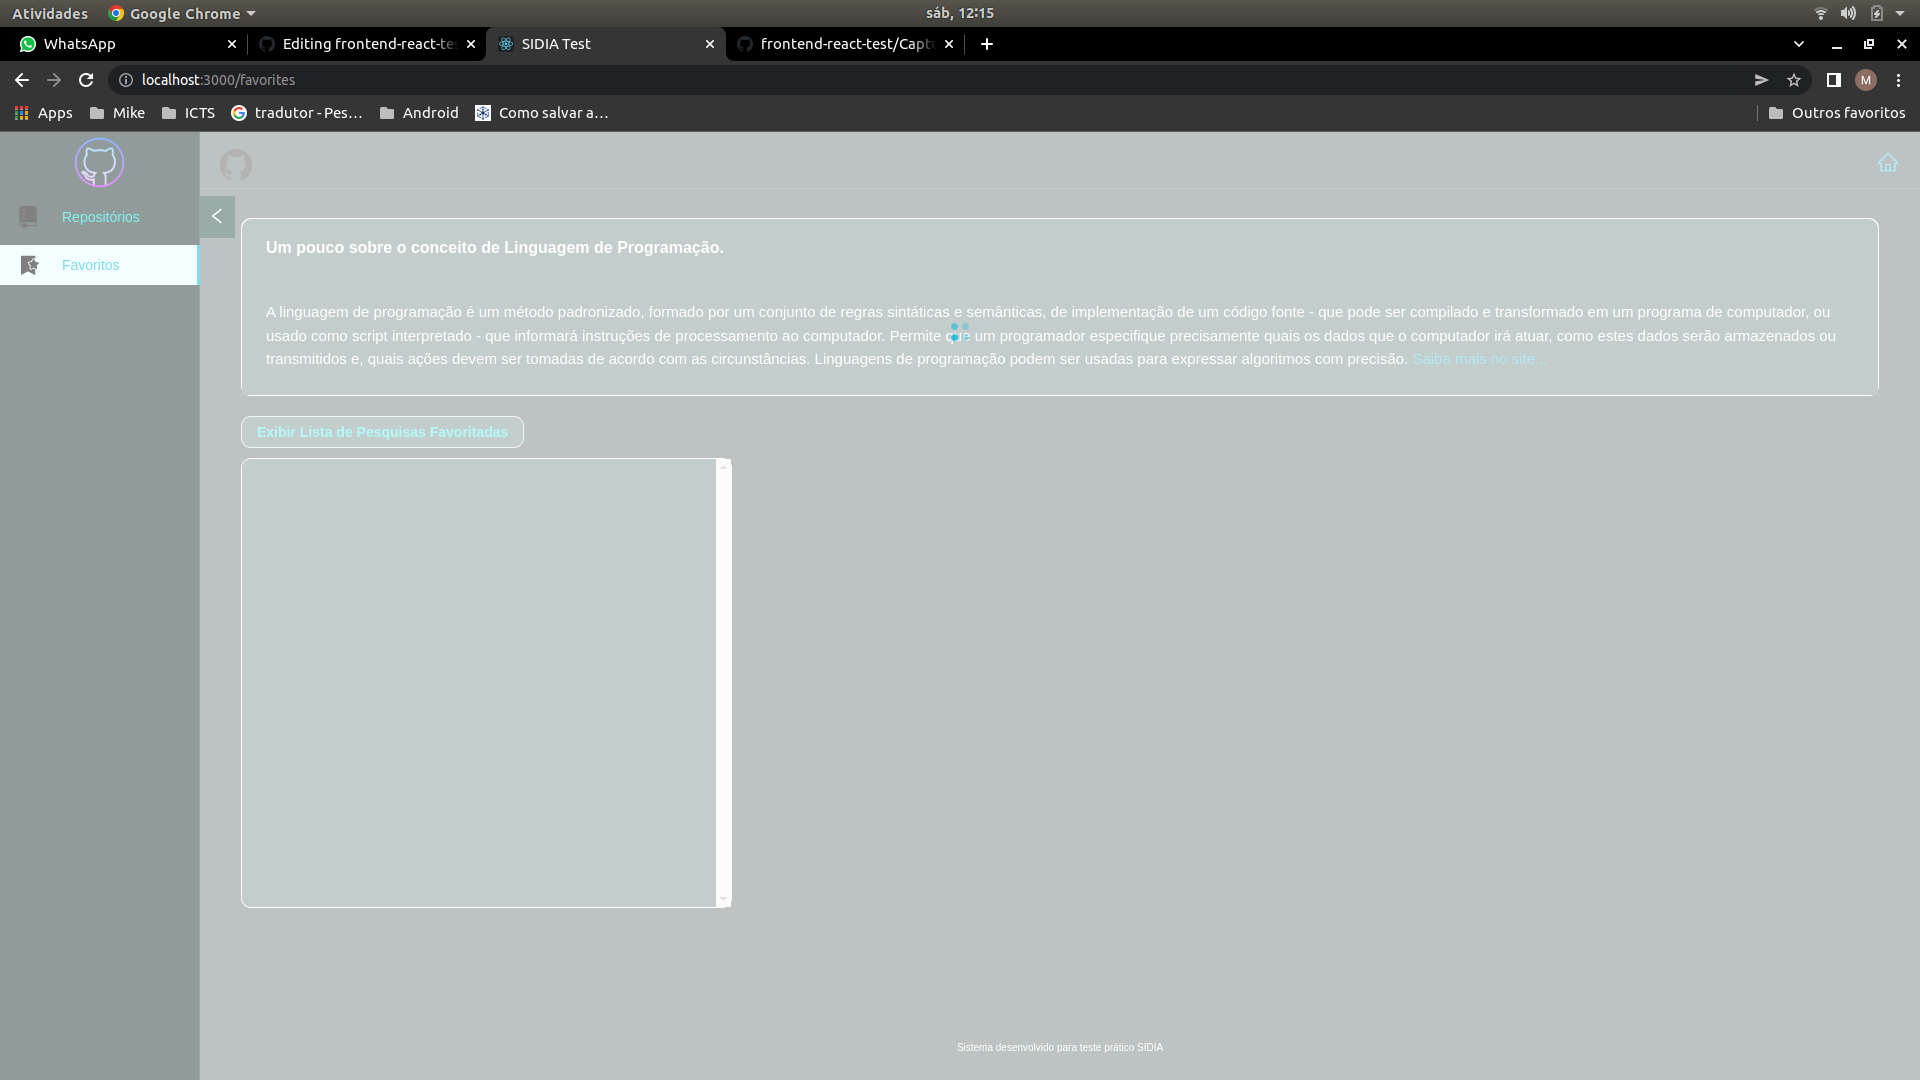 Atividades Google Chrome sáb, 12:15
WhatsApp Editing frontend-react-tes SIDIA Test frontend-react-test/Captu
localhost:3000/favorites
Apps Mike ICTS tradutor - Pes... Android Como salvar a... Outros favoritos
M
Repositórios
Favoritos
Um pouco sobre o conceito de Linguagem de Programação.
A linguagem de programação é um método padronizado, formado por um conjunto de regras sintáticas e semânticas, de implementação de um código fonte - que pode ser compilado e transformado em um programa de computador, ou
usado como script interpretado - que informará instruções de processamento ao computador. Permite que um programador especifique precisamente quais os dados que o computador irá atuar, como estes dados serão armazenados ou
transmitidos e, quais ações devem ser tomadas de acordo com as circunstâncias. Linguagens de programação podem ser usadas para expressar algoritmos com precisão. Saiba mais no site...
Exibir Lista de Pesquisas Favoritadas
Sistema desenvolvido para teste prático SIDIA